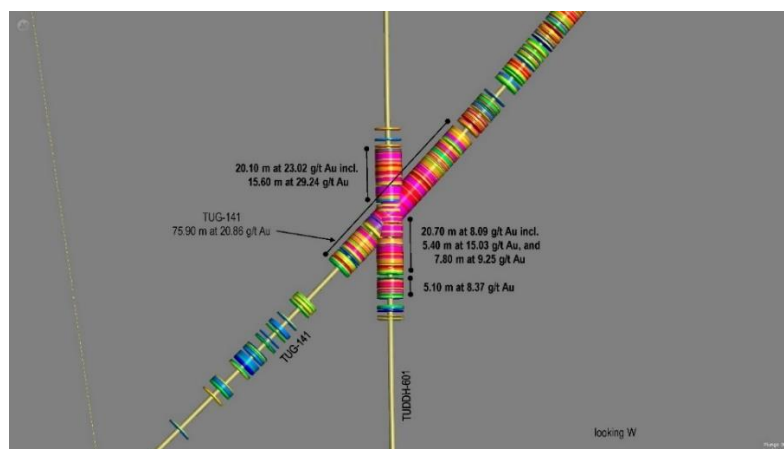 20.10 m at 23.02 g/t Au incl.
15.60 m at 29.24 g/t Au
TUG-141
75.90 m at 20.86 g/t Au
20.70 m at 8.09 g/t Au incl.
5.40 m at 15.03 g/t Au, and
7.80 m at 9.25 g/t Au
5.10 m at 8.37 g/t Au
TUG-141
TUDDH-601
looking W